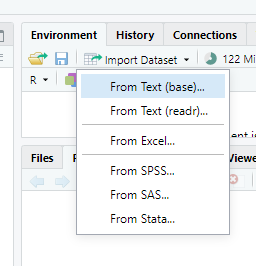 Environment History Connections
Import Dataset 122 Mi
R
From Text (base)...
From Text (readr)...
From Excel...
From SPSS...
From SAS...
From Stata...
Files Viewe